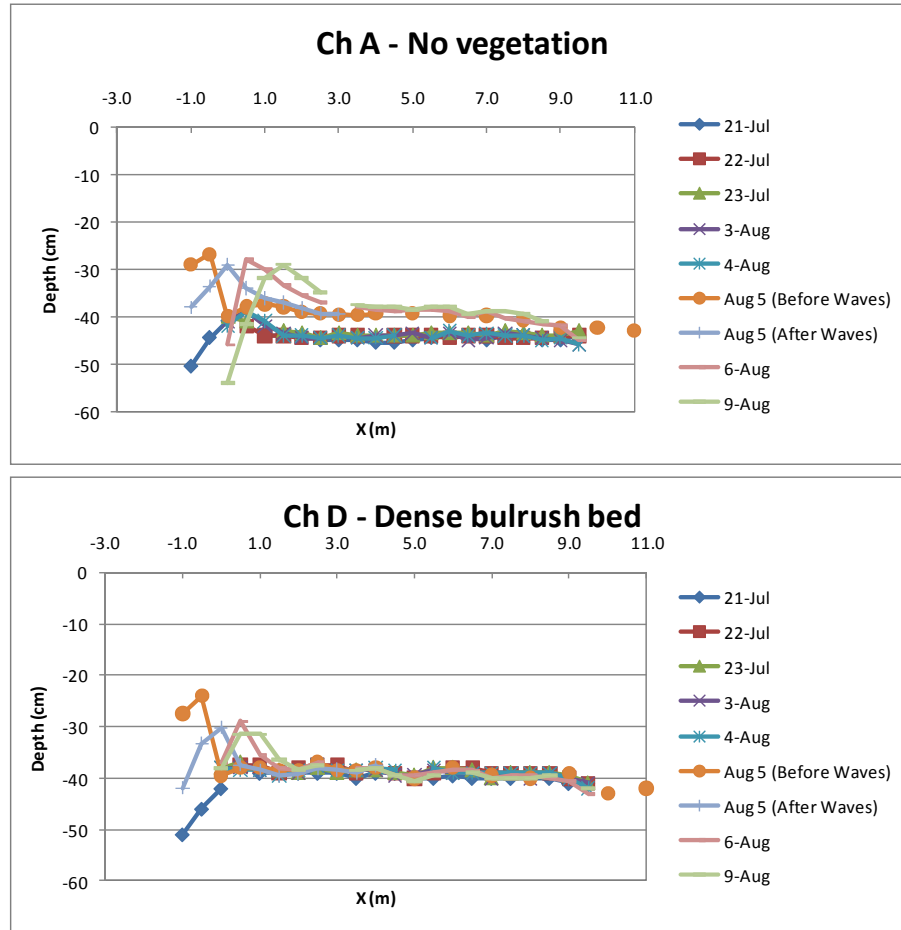 Ch A - No vegetation
-3.0 -1.0 1.0 3.0 5.0 7.0 9.0 11.0
0
-10
-20
-30
-40
-50
-60
Depth (cm)
X (m)
21-Jul
22-Jul
23-Jul
3-Aug
4-Aug
Aug 5 (Before Waves)
Aug 5 (After Waves)
6-Aug
9-Aug
Ch D - Dense bulrush bed
-3.0 -1.0 1.0 3.0 5.0 7.0 9.0 11.0
0
-10
-20
-30
-40
-50
-60
Depth (cm)
X (m)
21-Jul
22-Jul
23-Jul
3-Aug
4-Aug
Aug 5 (Before Waves)
Aug 5 (After Waves)
6-Aug
9-Aug